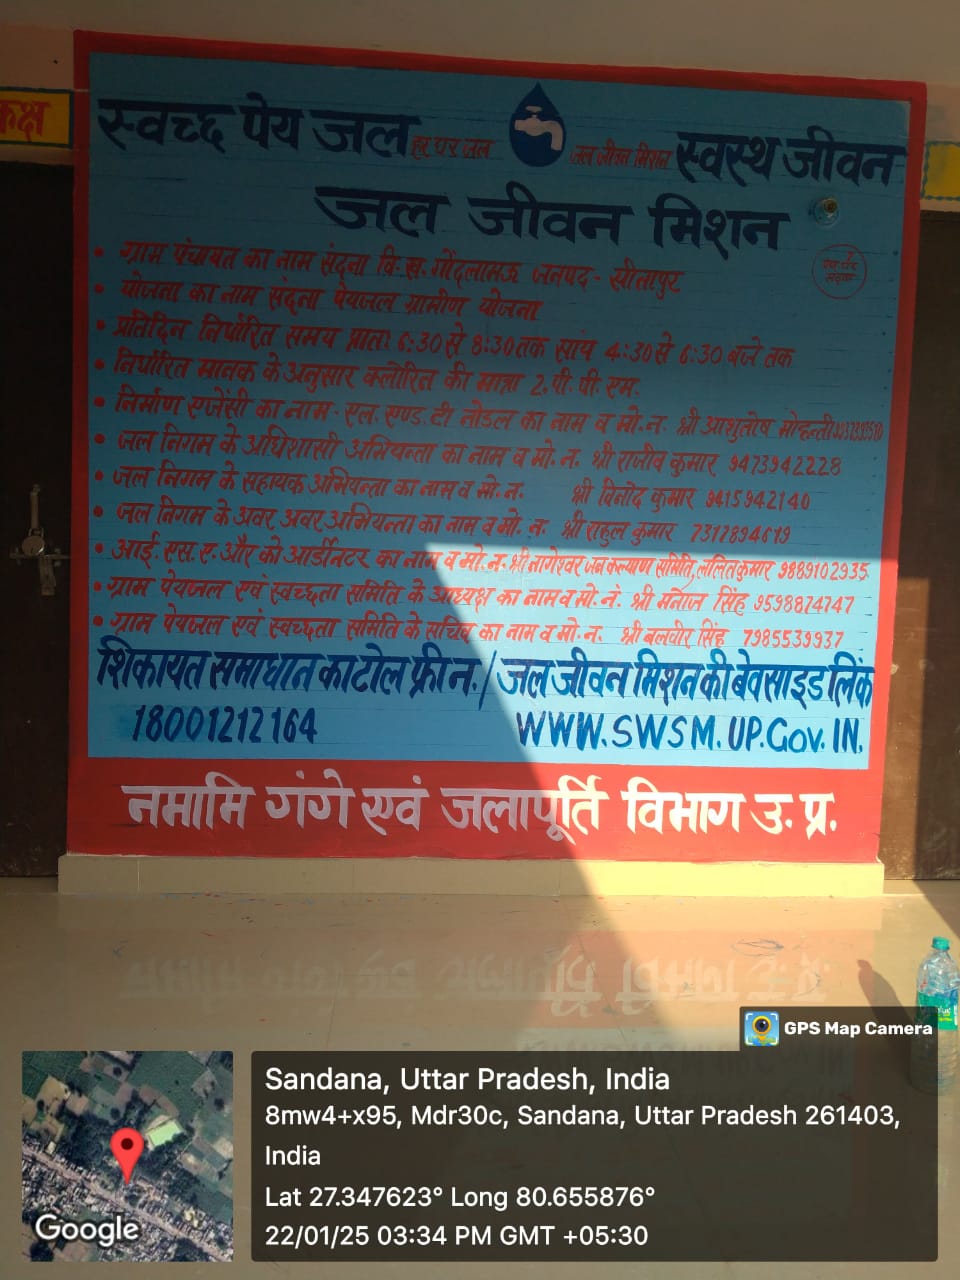 कक्ष
स्वच्छ पेय जल हर घर जल जल जीवन मिशन स्वस्थ जीवन
जल जीवन मिशन
• ग्राम पंचायत का नाम संदना वि. ख. गोंदलामऊ जनपद - सीतापुर
• योजना का नाम संदना पेयजल ग्रामीण योजना
• प्रतिदिन निर्धारित समय प्रातः 6:30 से 8:30 तक सायं 4:30 से 6:30 बजे तक
• निर्धारित मानक के अनुसार क्लोरित की मात्रा 2. पी. पी. एम.
• निर्माण एजेंसी का नाम - एल. एण्ड. टी नोडल का नाम व मो. न. श्री आशुतोष मोहन्ती
• जल निगम के अधिशासी अभियन्ता का नाम व मो. न. श्री राजीव कुमार 9473942228
• जल निगम के सहायक अभियन्ता का नाम व मो. न. श्री विनोद कुमार 9415942140
• जल निगम के अवर अवर अभियन्ता का नाम व मो. न. श्री राहुल कुमार 7317894619
• आई. एस. ए. और को आर्डीनेटर का नाम व मो. न. श्री नागेश्वर जन कल्याण समिति, ललित कुमार 9889102935
• ग्राम पेयजल एवं स्वच्छता समिति के अध्यक्ष का नाम व मो. नं. श्री मनोज सिंह 9598874747
• ग्राम पेयजल एवं स्वच्छता समिति के सचिव का नाम व मो. न. श्री बलवीर सिंह 7985539937
शिकायत समाधान का टोल फ्री न. / जल जीवन मिशन की बेवसाइड लिंक
18001212164 WWW.SWSM.UP.Gov.IN.
नमामि गंगे एवं जलापूर्ति विभाग उ. प्र.
GPS Map Camera
Sandana, Uttar Pradesh, India
8mw4+x95, Mdr30c, Sandana, Uttar Pradesh 261403,
India
Lat 27.347623° Long 80.655876°
22/01/25 03:34 PM GMT +05:30
Google